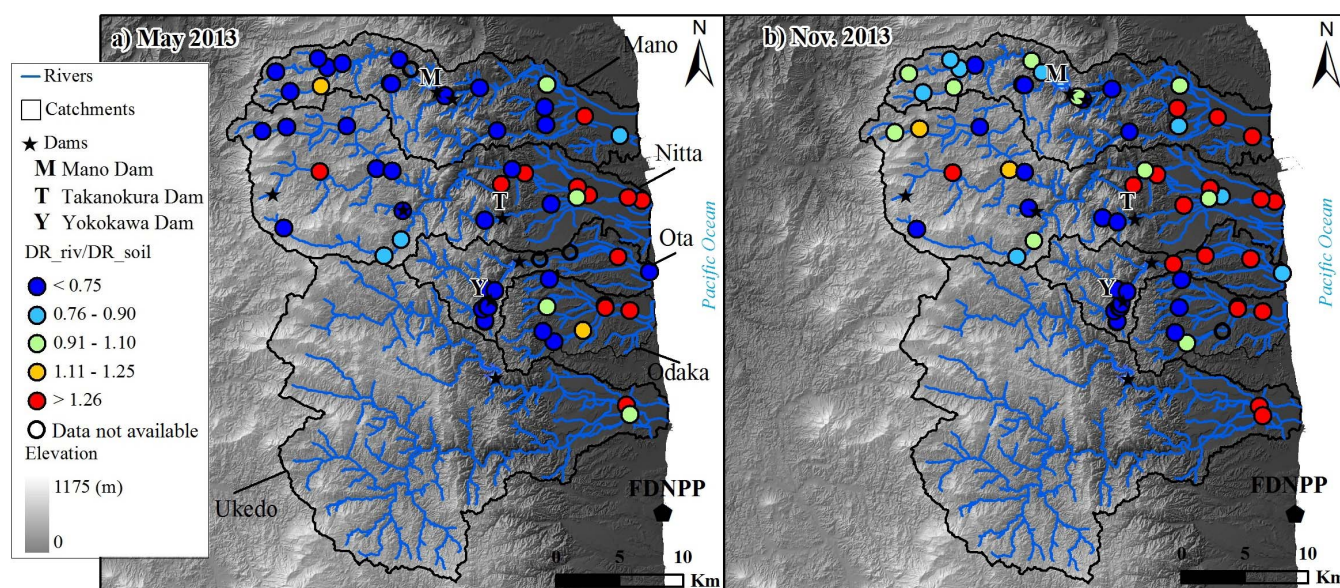 a) May 2013
Mano
N
Rivers
Catchments
Dams
M Mano Dam
T Takanokura Dam
Y Yokokawa Dam
DR_riv/DR_soil
< 0.75
0.76 - 0.90
0.91 - 1.10
1.11 - 1.25
> 1.26
Data not available
Elevation
1175 (m)
0
M
T
Y
Nitta
Ota
Odaka
Ukedo
Pacific Ocean
FDNPP
0 5 10
Km
b) Nov. 2013
N
M
T
Y
Pacific Ocean
FDNPP
0 5 10
Km